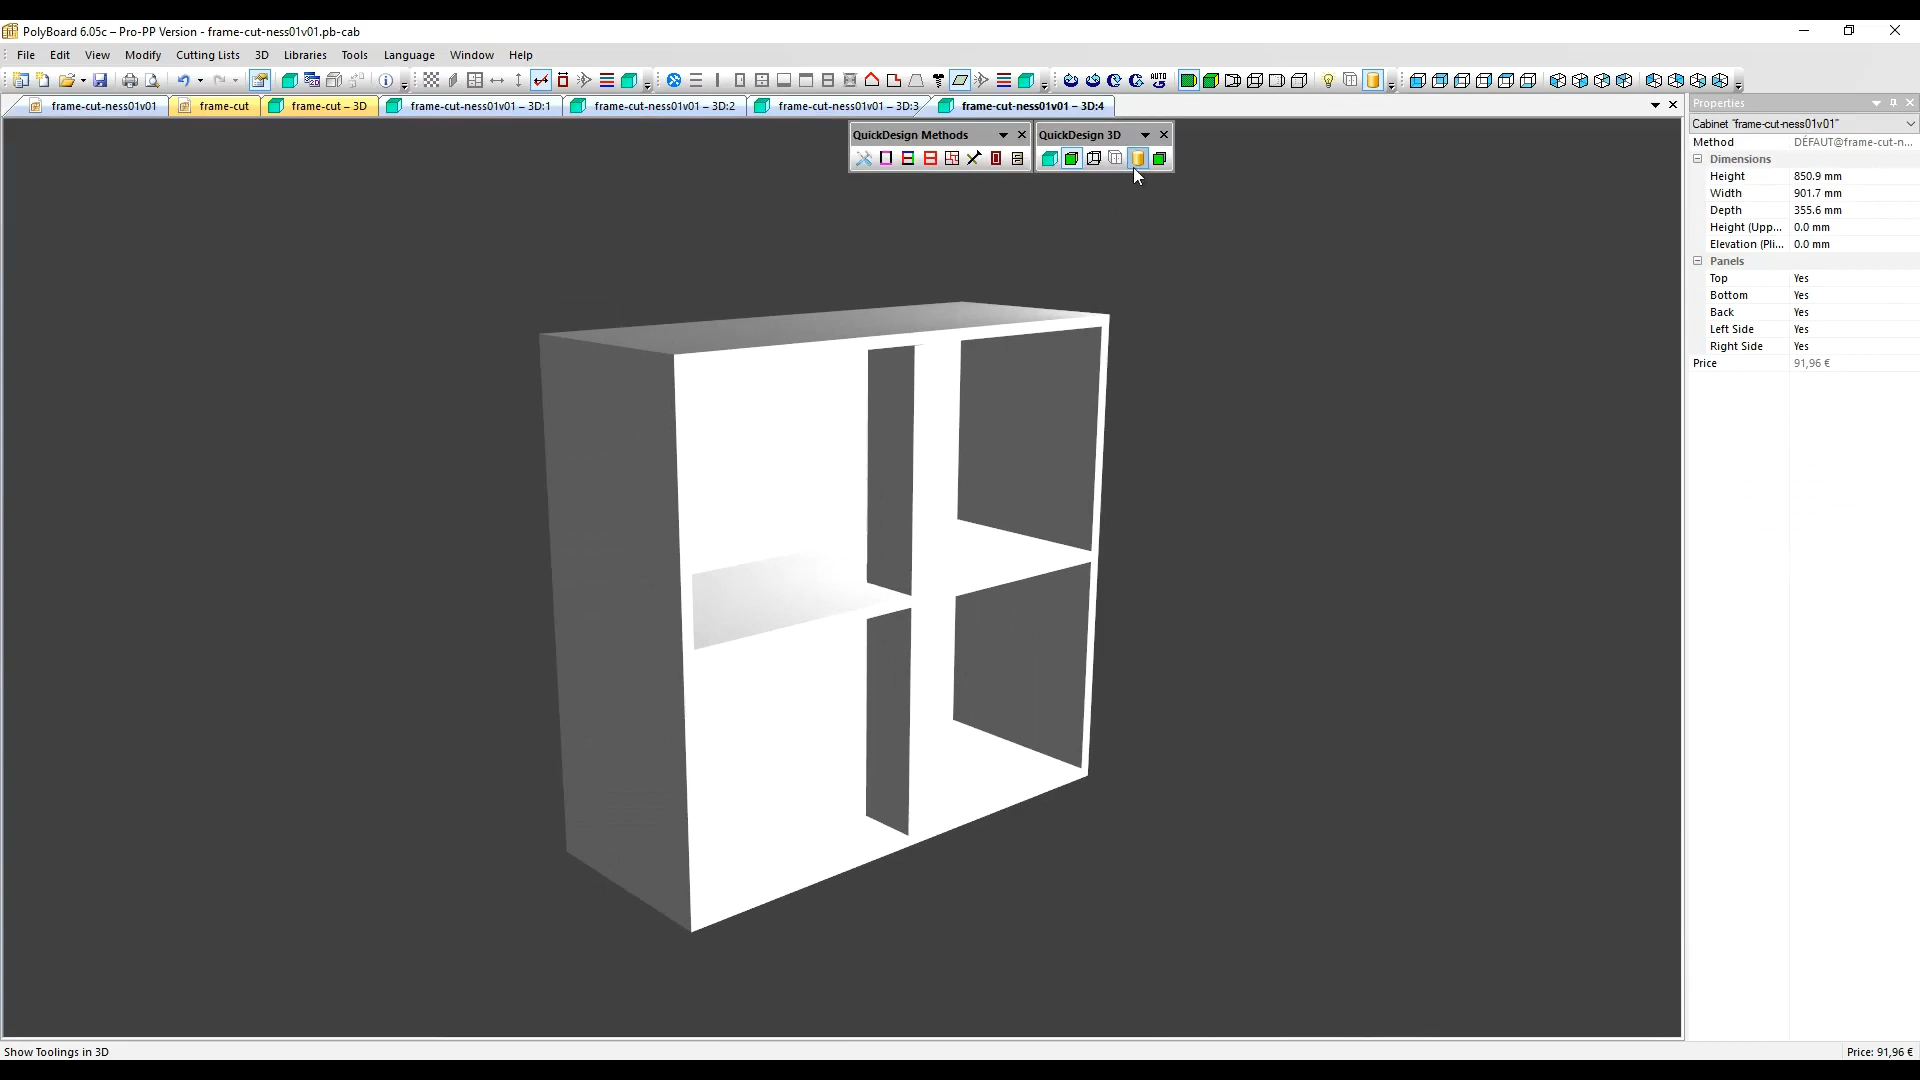 PolyBoard 6.05c – Pro-PP Version - frame-cut-ness01v01.pb-cab
File Edit View Modify Cutting Lists 3D Libraries Tools Language Window Help
AUTO
frame-cut-ness01v01 frame-cut frame-cut – 3D frame-cut-ness01v01 – 3D:1 frame-cut-ness01v01 – 3D:2 frame-cut-ness01v01 – 3D:3 frame-cut-ness01v01 – 3D:4
QuickDesign Methods QuickDesign 3D
Properties
Cabinet "frame-cut-ness01v01"
Method DÉFAUT@frame-cut-n...
Dimensions
Height 850.9 mm
Width 901.7 mm
Depth 355.6 mm
Height (Upp... 0.0 mm
Elevation (Pli... 0.0 mm
Panels
Top Yes
Bottom Yes
Back Yes
Left Side Yes
Right Side Yes
Price 91,96 €
Show Toolings in 3D
Price: 91,96 €